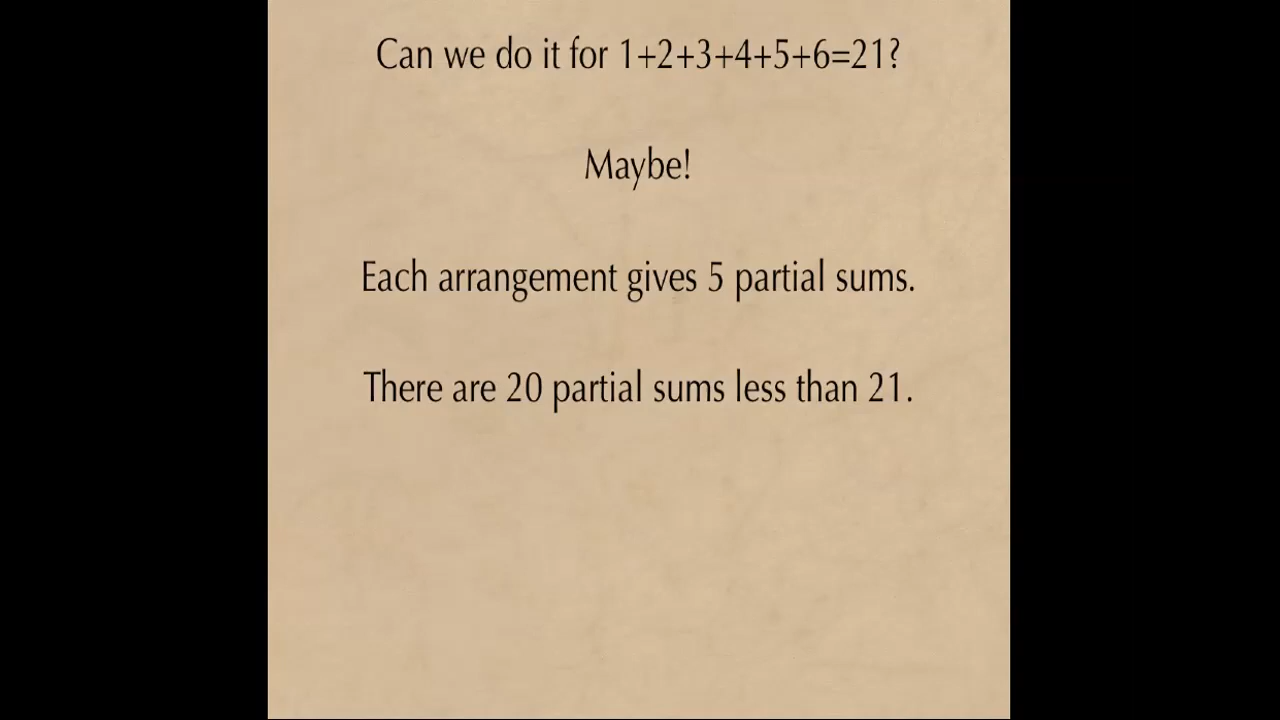 Can we do it for 1+2+3+4+5+6=21?
Maybe!
Each arrangement gives 5 partial sums.
There are 20 partial sums less than 21.